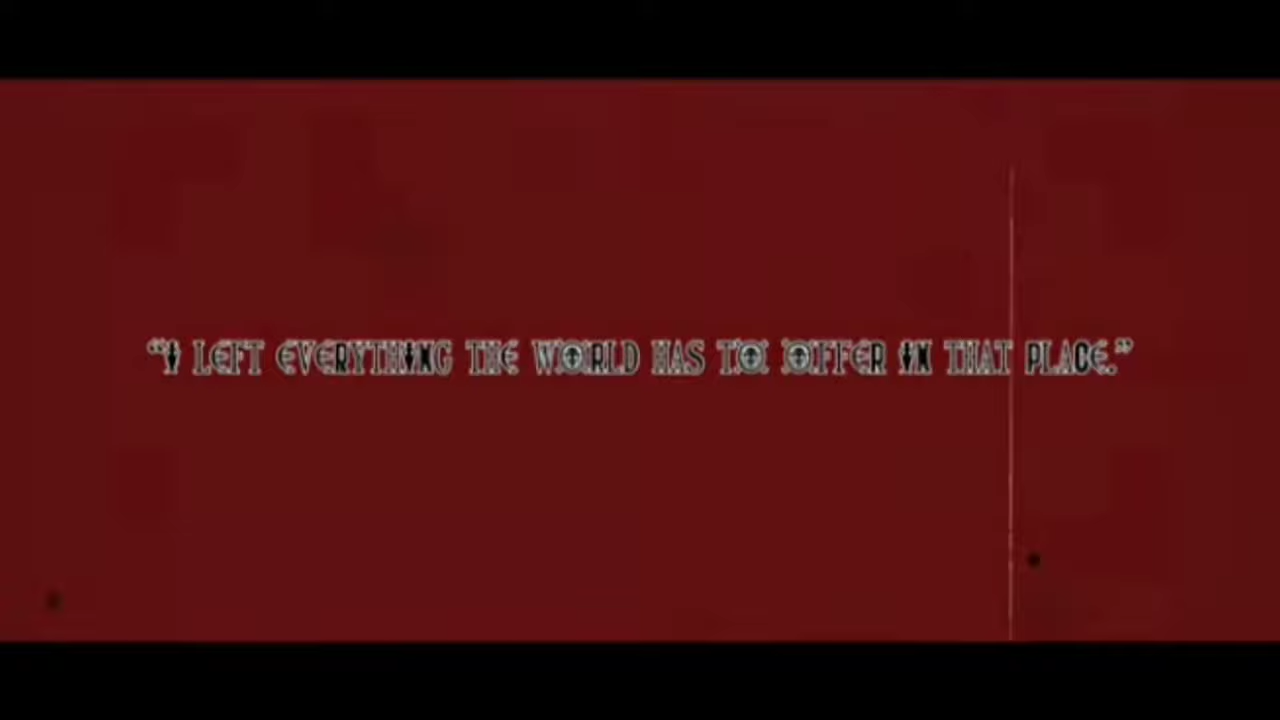 “I LEFT EVERYTHING THE WORLD HAS TO OFFER IN THAT PLACE.”